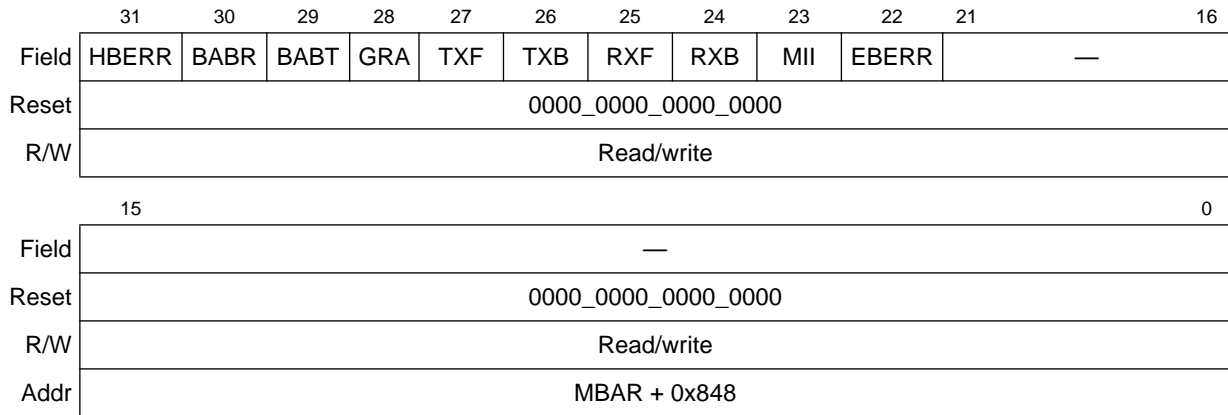 31 30 29 28 27 26 25 24 23 22 21 16
Field HBERR BABR BABT GRA TXF TXB RXF RXB MII EBERR —
Reset 0000_0000_0000_0000
R/W Read/write
15 0
Field —
Reset 0000_0000_0000_0000
R/W Read/write
Addr MBAR + 0x848